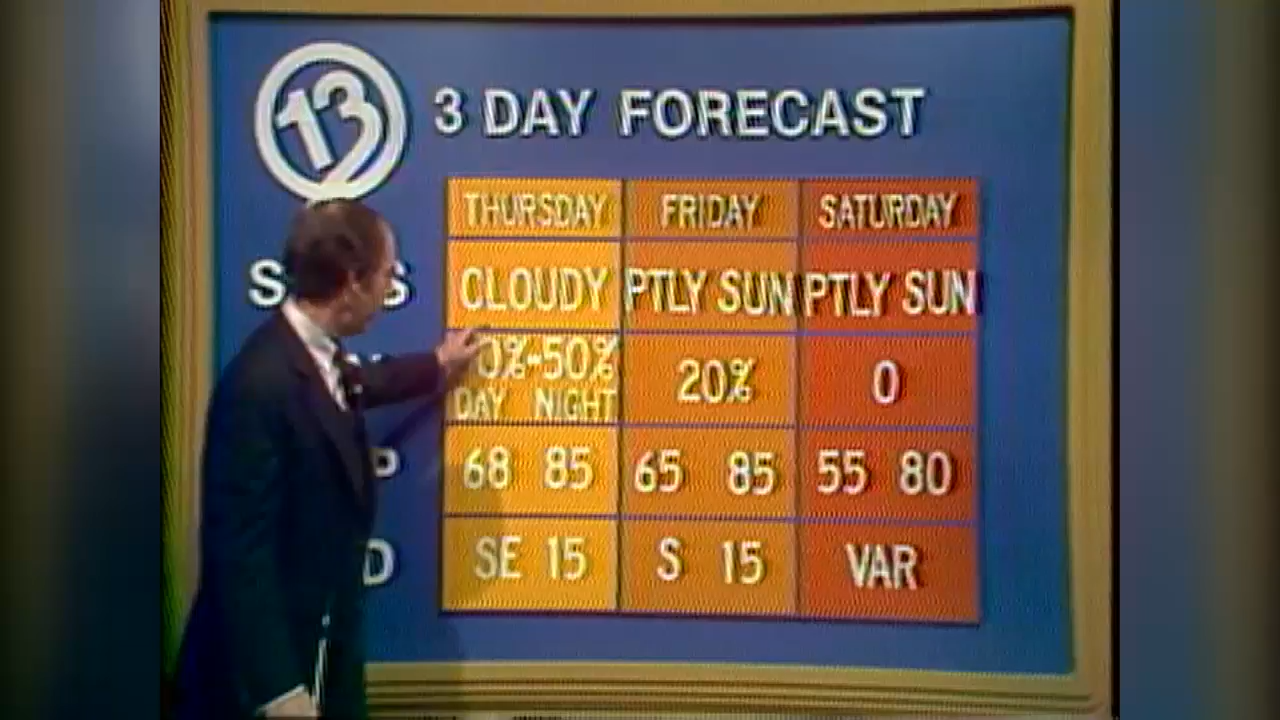 13
3 DAY FORECAST
THURSDAY FRIDAY SATURDAY
CLOUDY PTLY SUN PTLY SUN
0%-50% 20% 0
DAY NIGHT
68 85 65 85 55 80
SE 15 S 15 VAR